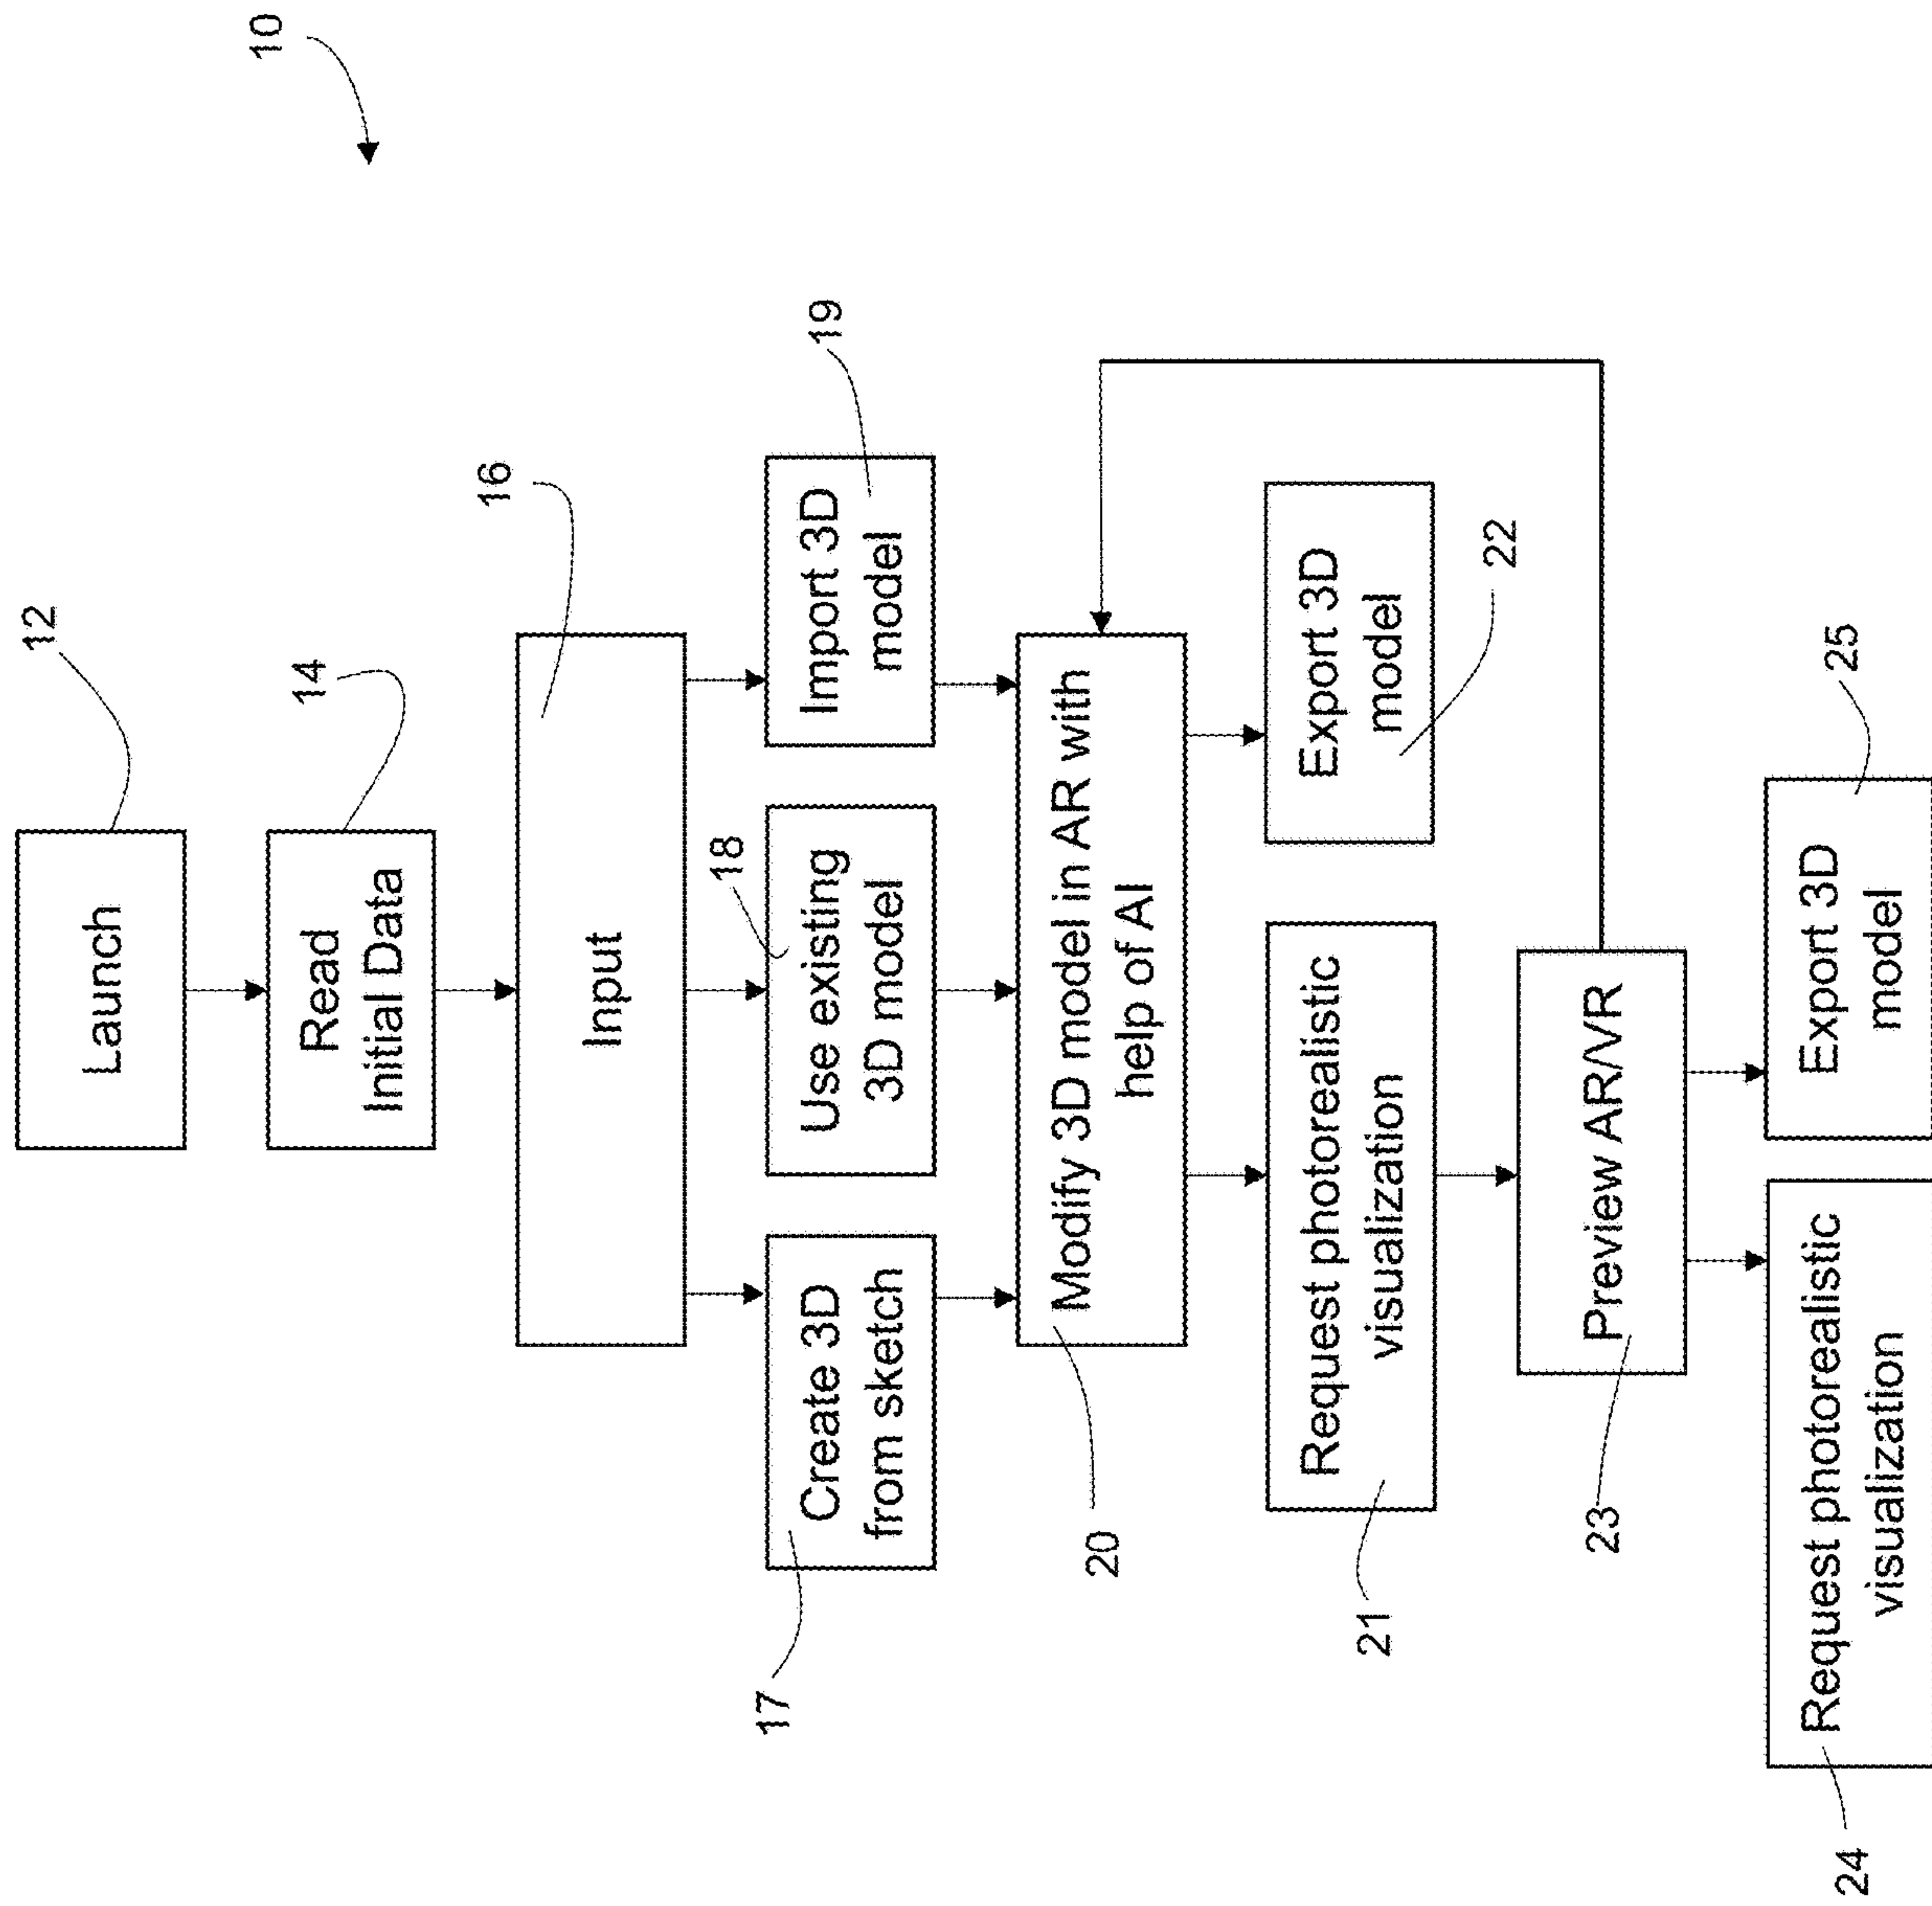 10
12
Launch
14
Read
Initial Data
16
Input
17
Create 3D
from sketch
18
Use existing
3D model
19
Import 3D
model
20
Modify 3D model in AR with
help of AI
21
Request photorealistic
visualization
22
Export 3D
model
23
Preview AR/VR
24
Request photorealistic
visualization
25
Export 3D
model